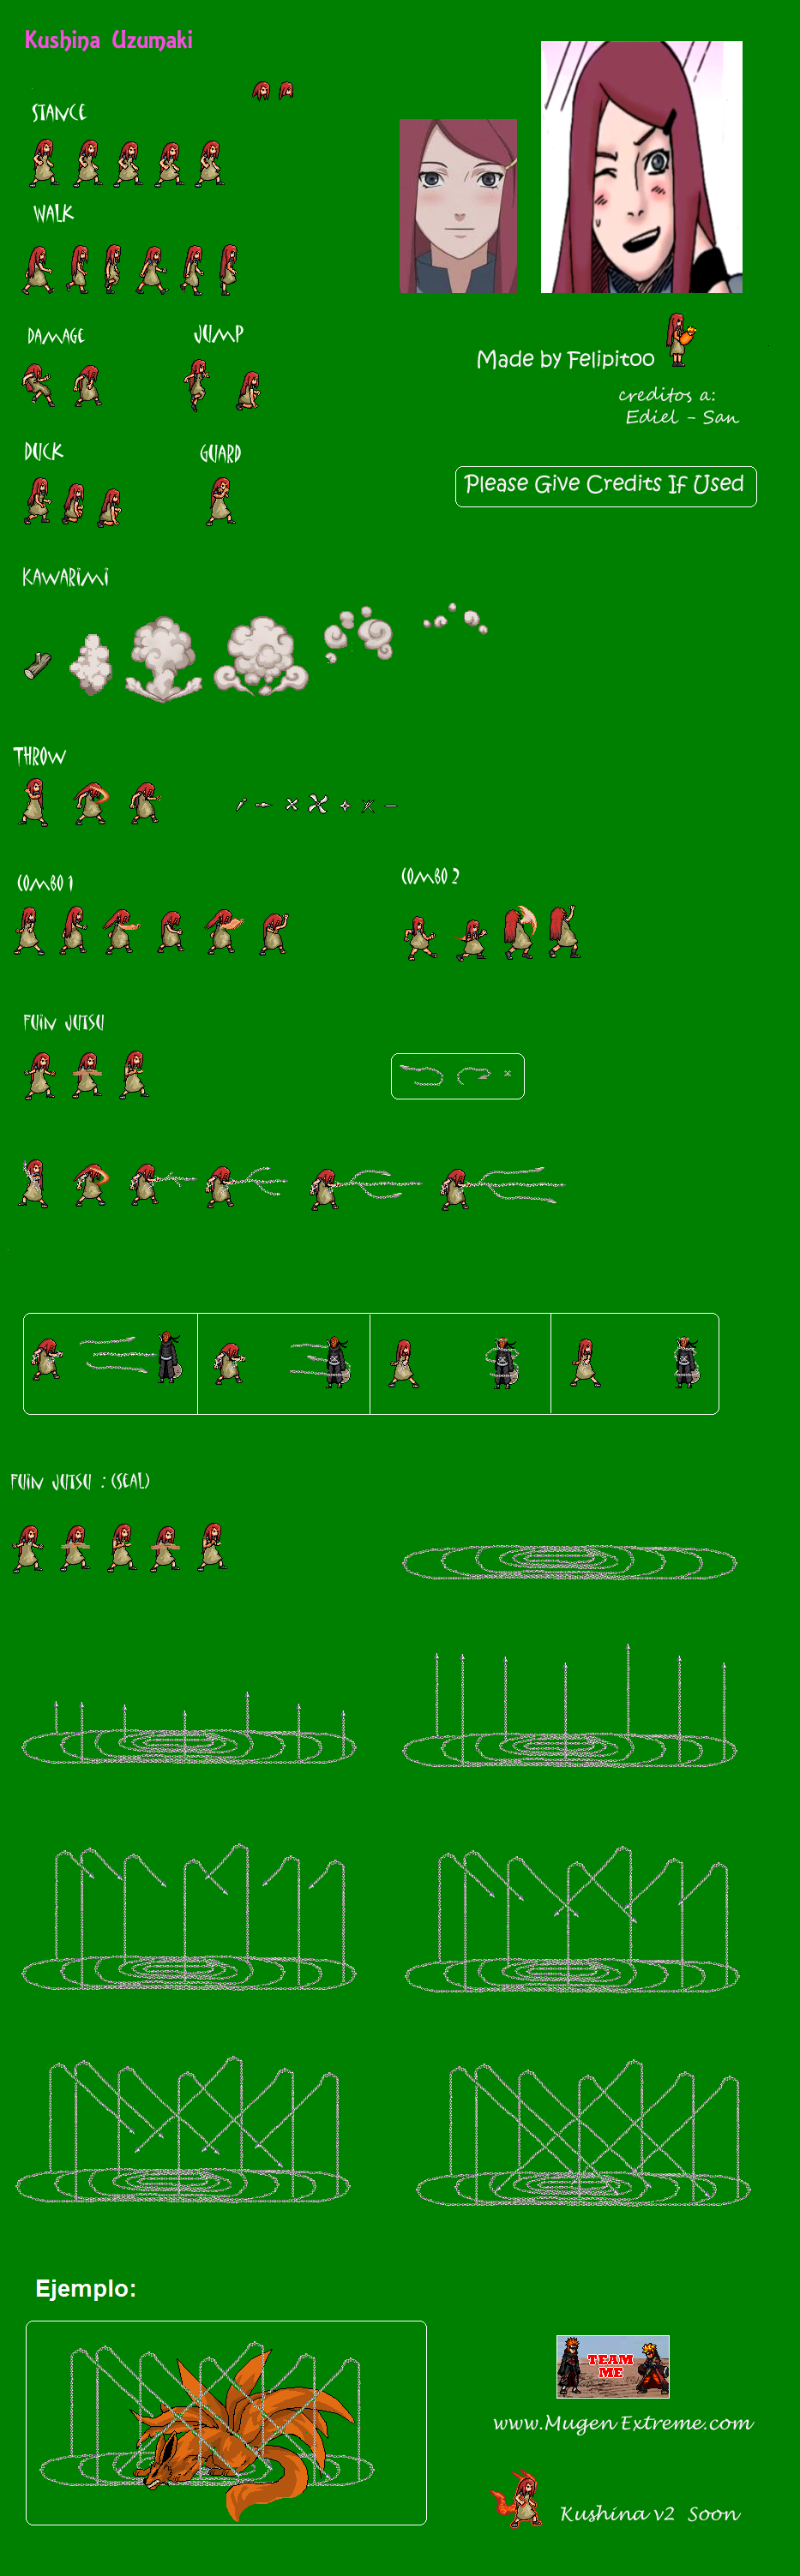 Kushina Uzumaki
STANCE
WALK
DAMAGE
JUMP
Made by Felipitoo
creditos a:
Ediel - San
DUCK
GUARD
Please Give Credits If Used
KAWARIMI
THROW
COMBO 1
COMBO 2
FUIN JUTSU
FUIN JUTSU : (SEAL)
Ejemplo:
TEAM
ME
www.MugenExtreme.com
Kushina v2 Soon